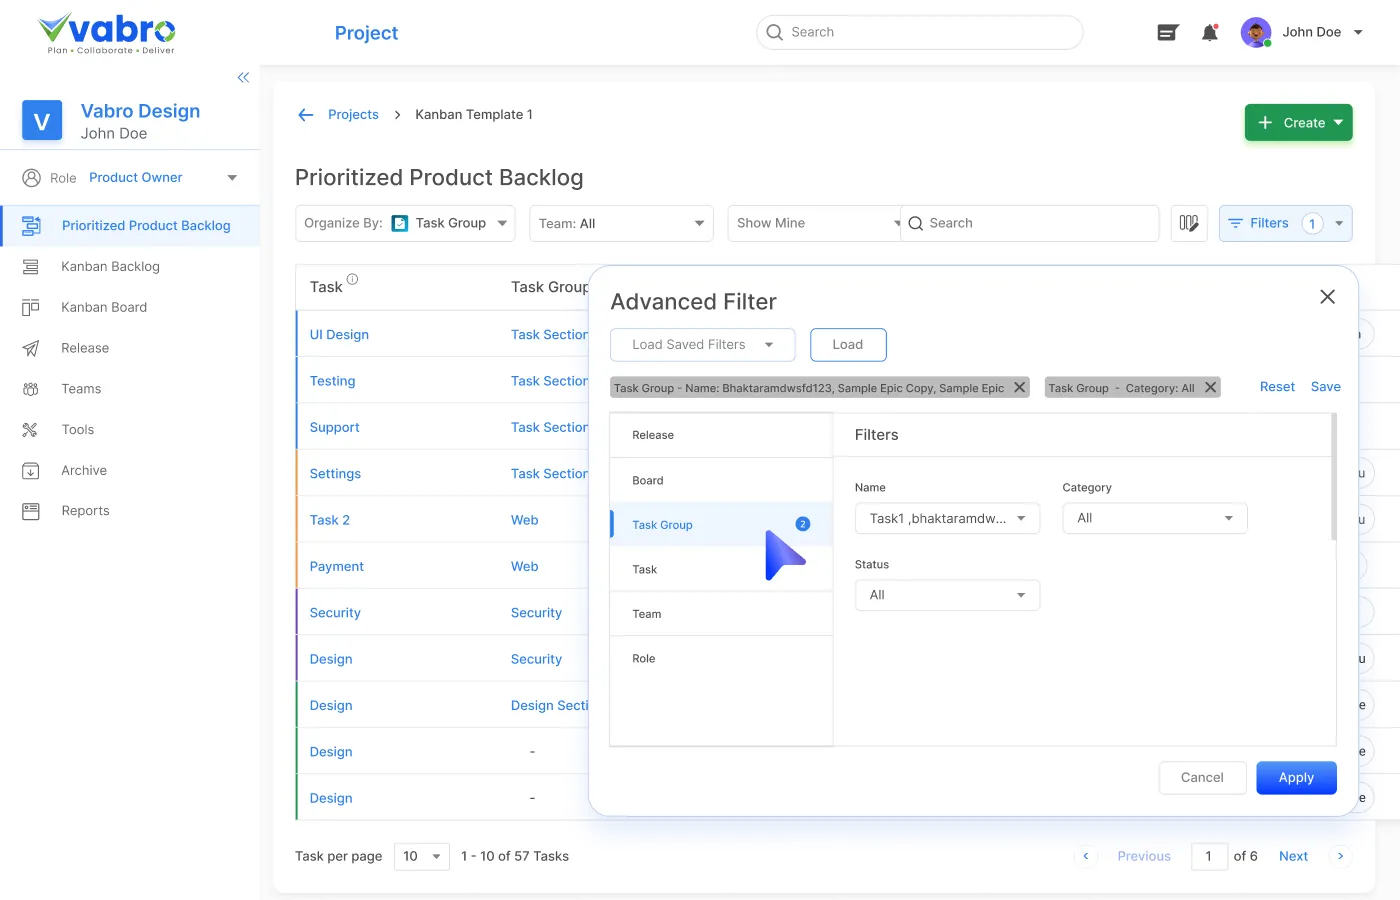 vabro
Plan • Collaborate • Deliver
Project
Search
John Doe
V
Vabro Design
John Doe
Role Product Owner
Prioritized Product Backlog
Kanban Backlog
Kanban Board
Release
Teams
Tools
Archive
Reports
Projects > Kanban Template 1
+ Create
Prioritized Product Backlog
Organize By: Task Group
Team: All
Show Mine
Search
Filters 1
Task Task Group
UI Design Task Section
Testing Task Section
Support Task Section
Settings Task Section
Task 2 Web
Payment Web
Security Security
Design Security
Design Design Secti
Design -
Design -
Advanced Filter
Load Saved Filters Load
Task Group - Name: Bhaktaramdwsfd123, Sample Epic Copy, Sample Epic
Task Group - Category: All
Reset Save
Release
Board
Task Group 2
Task
Team
Role
Filters
Name Category
Task1 ,bhaktaramdw... All
Status
All
Cancel Apply
u
u
u
e
e
e
Task per page 10 1 - 10 of 57 Tasks
< Previous 1 of 6 Next >